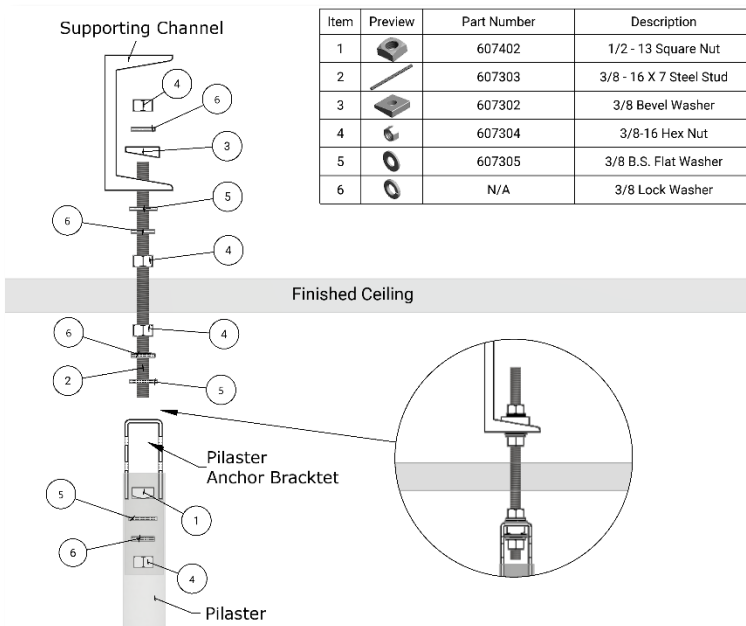 Supporting Channel
4
6
3
5
6
4
Finished Ceiling
6
4
2
5
Pilaster
Anchor Bracktet
5
1
6
4
Pilaster
Item Preview Part Number Description
1 607402 1/2 - 13 Square Nut
2 607303 3/8 - 16 X 7 Steel Stud
3 607302 3/8 Bevel Washer
4 607304 3/8-16 Hex Nut
5 607305 3/8 B.S. Flat Washer
6 N/A 3/8 Lock Washer